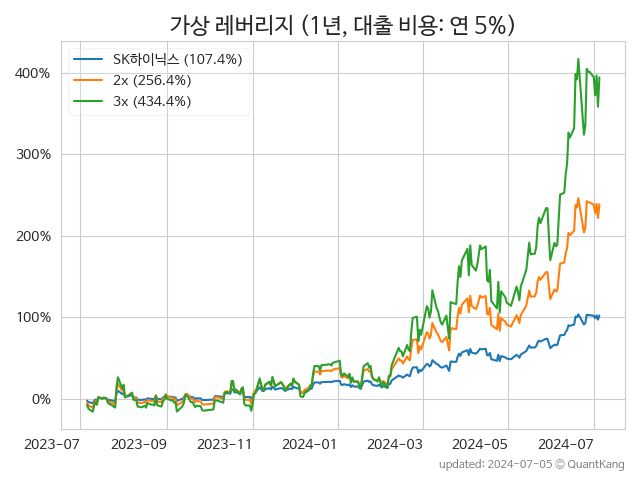 가상 레버리지 (1년, 대출 비용: 연 5%)
SK하이닉스 (107.4%)
2x (256.4%)
3x (434.4%)
400%
300%
200%
100%
0%
2023-07 2023-09 2023-11 2024-01 2024-03 2024-05 2024-07
updated: 2024-07-05 © QuantKang